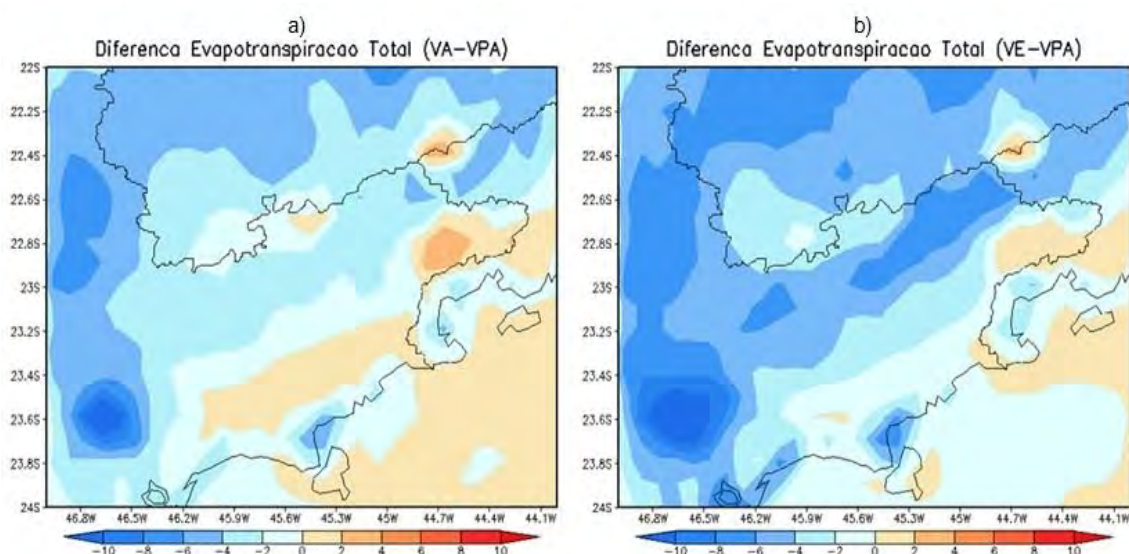 a)
Diferenca Evapotranspiracao Total (VA-VPA)
22S
22.2S
22.4S
22.6S
22.8S
23S
23.2S
23.4S
23.6S
23.8S
24S
46.8W 46.5W 46.2W 45.9W 45.6W 45.3W 45W 44.7W 44.4W 44.1W
-10 -8 -6 -4 -2 0 2 4 6 8 10
b)
Diferenca Evapotranspiracao Total (VE-VPA)
22S
22.2S
22.4S
22.6S
22.8S
23S
23.2S
23.4S
23.6S
23.8S
24S
46.8W 46.5W 46.2W 45.9W 45.6W 45.3W 45W 44.7W 44.4W 44.1W
-10 -8 -6 -4 -2 0 2 4 6 8 10